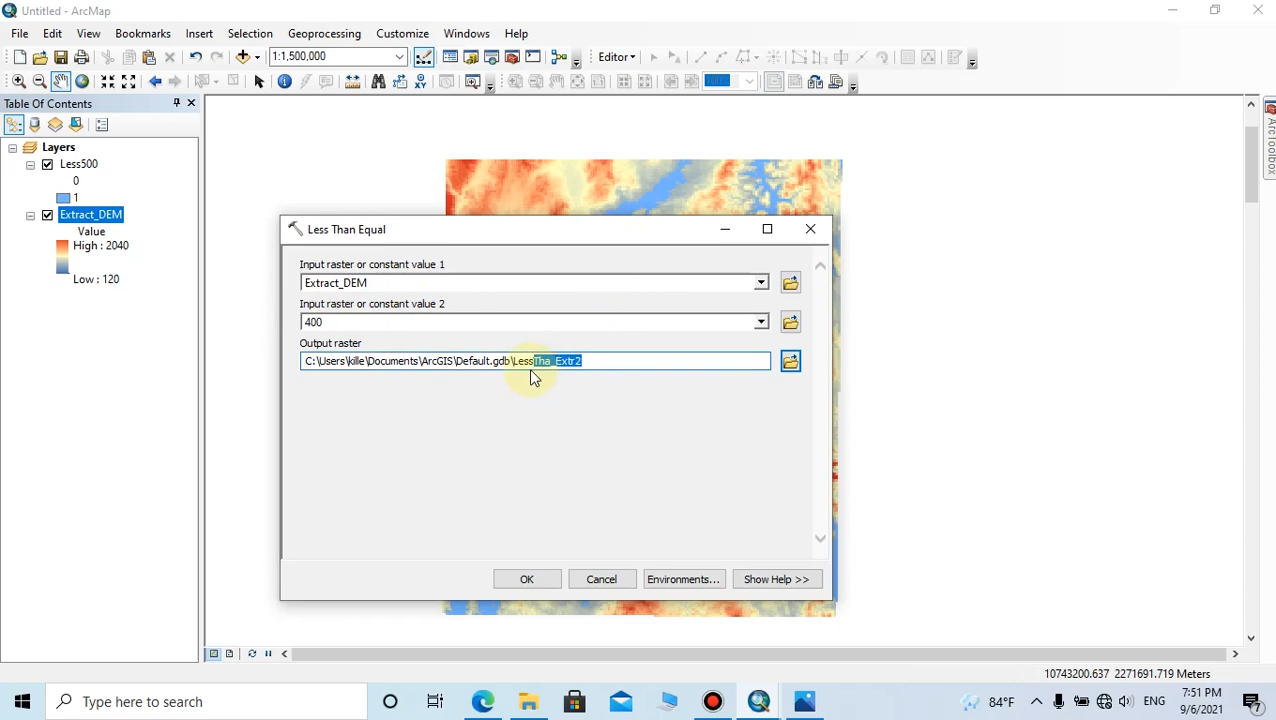 Untitled - ArcMap
File Edit View Bookmarks Insert Selection Geoprocessing Customize Windows Help
1:1,500,000
Editor
Table Of Contents
Layers
Less500
0
1
Extract_DEM
Value
High : 2040
Low : 120
Less Than Equal
Input raster or constant value 1
Extract_DEM
Input raster or constant value 2
400
Output raster
C:\Users\kille\Documents\ArcGIS\Default.gdb\LessTha_Extr2
OK Cancel Environments... Show Help >>
ArcToolbox
10743200.637 2271691.719 Meters
Type here to search
84°F
ENG
7:51 PM
9/6/2021
7